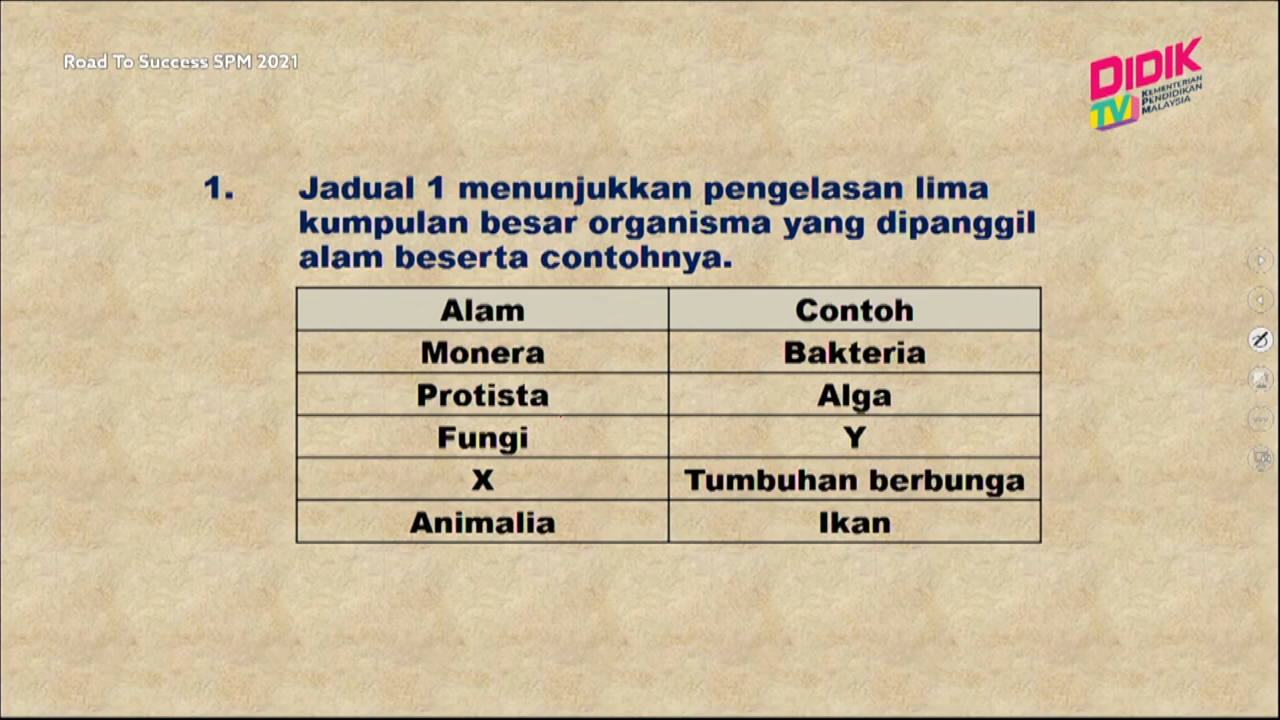 Road To Success SPM 2021
DIDIK
TV
KEMENTERIAN
PENDIDIKAN
MALAYSIA
1. Jadual 1 menunjukkan pengelasan lima
kumpulan besar organisma yang dipanggil
alam beserta contohnya.
Alam Contoh
Monera Bakteria
Protista Alga
Fungi Y
X Tumbuhan berbunga
Animalia Ikan